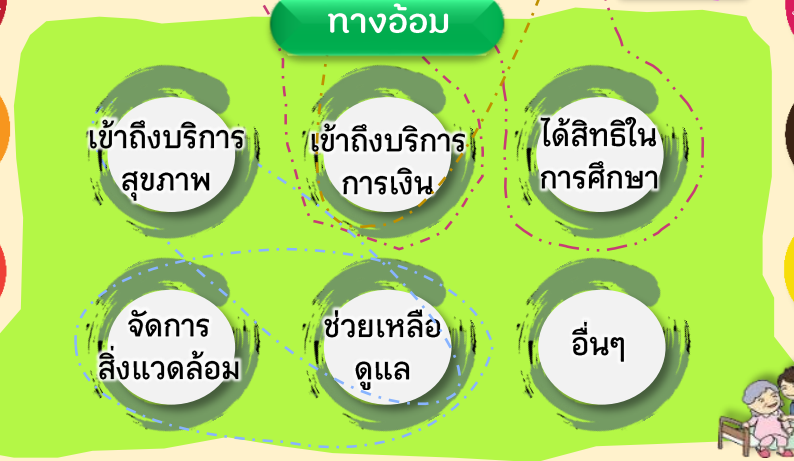 ทางอ้อม
เข้าถึงบริการ
สุขภาพ
เข้าถึงบริการ
การเงิน
ได้สิทธิใน
การศึกษา
จัดการ
สิ่งแวดล้อม
ช่วยเหลือ
ดูแล
อื่นๆ